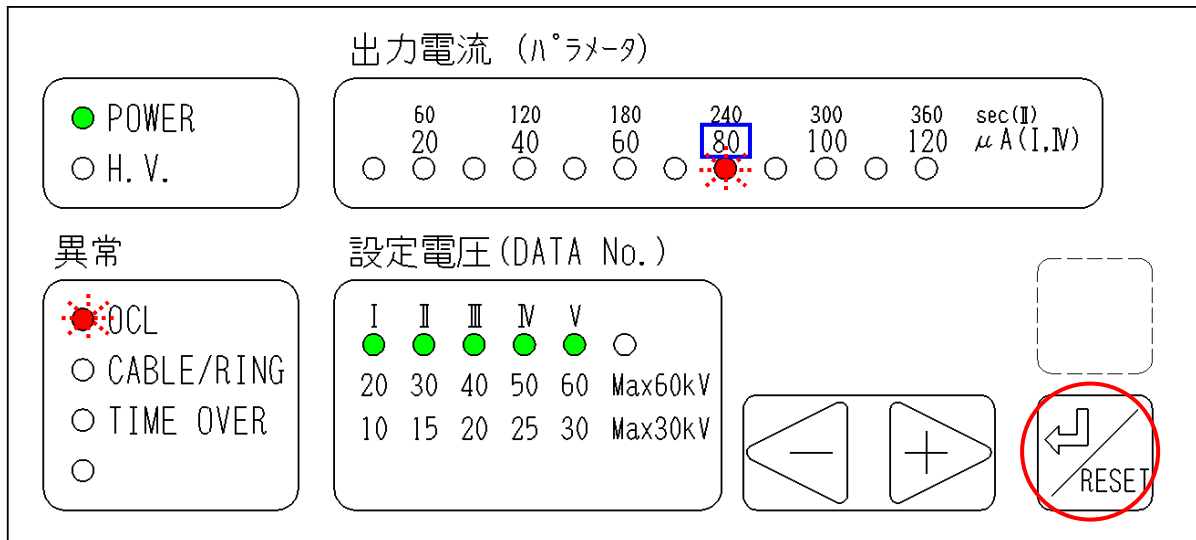 出力電流 (ﾊﾟﾗﾒｰﾀ)
POWER
H.V.
60 120 180 240 300 360 sec(Ⅱ)
20 40 60 80 100 120 μA(Ⅰ,Ⅳ)
異常
OCL
CABLE/RING
TIME OVER
設定電圧(DATA No.)
Ⅰ Ⅱ Ⅲ Ⅳ Ⅴ
20 30 40 50 60 Max60kV
10 15 20 25 30 Max30kV
− +
RESET